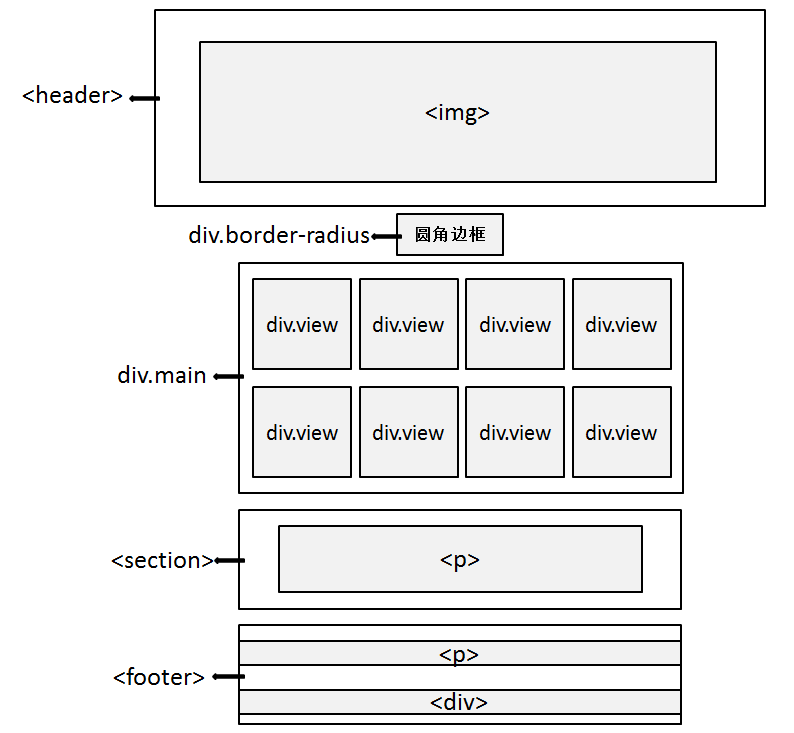 <header>
<img>
div.border-radius
圆角边框
div.view div.view div.view div.view
div.main
div.view div.view div.view div.view
<section>
<p>
<p>
<footer>
<div>